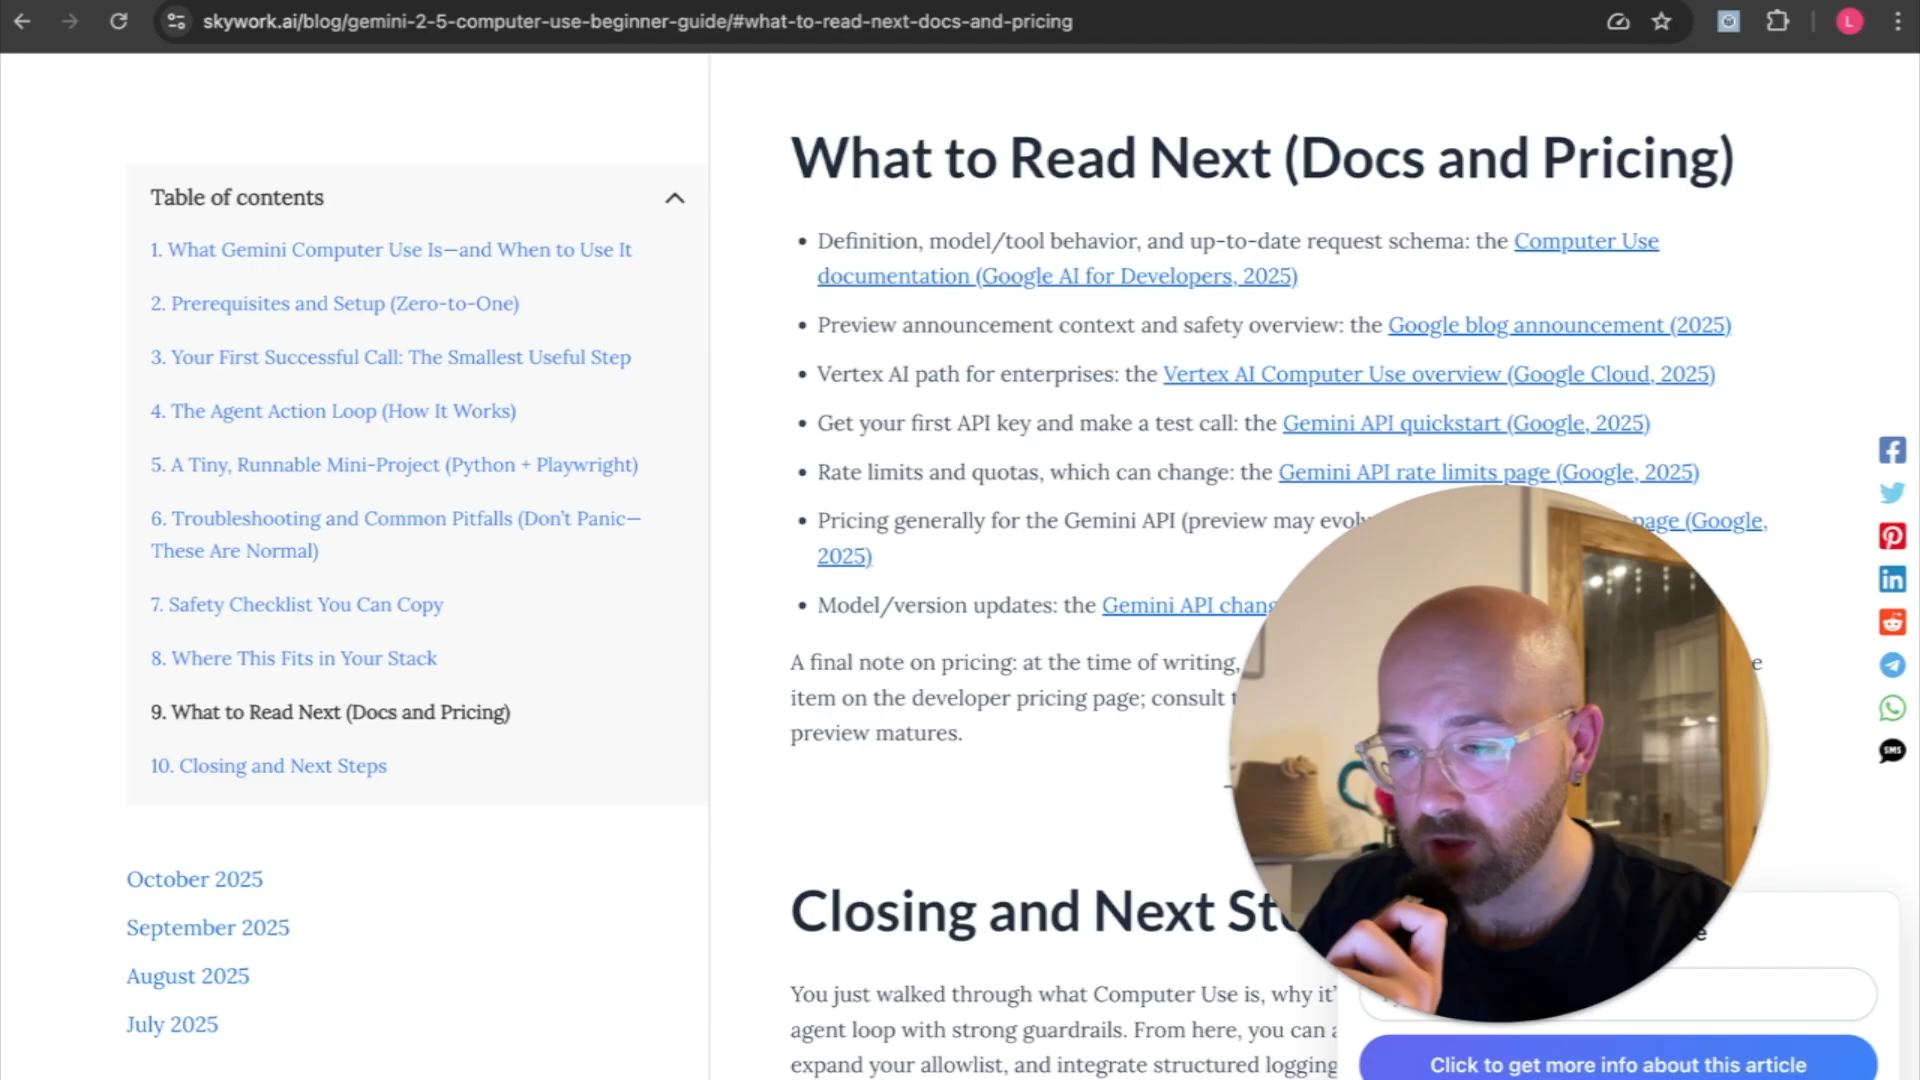 skywork.ai/blog/gemini-2-5-computer-use-beginner-guide/#what-to-read-next-docs-and-pricing
L
Table of contents
1. What Gemini Computer Use Is—and When to Use It
2. Prerequisites and Setup (Zero-to-One)
3. Your First Successful Call: The Smallest Useful Step
4. The Agent Action Loop (How It Works)
5. A Tiny, Runnable Mini-Project (Python + Playwright)
6. Troubleshooting and Common Pitfalls (Don't Panic—
These Are Normal)
7. Safety Checklist You Can Copy
8. Where This Fits in Your Stack
9. What to Read Next (Docs and Pricing)
10. Closing and Next Steps
October 2025
September 2025
August 2025
July 2025
What to Read Next (Docs and Pricing)
• Definition, model/tool behavior, and up-to-date request schema: the Computer Use
documentation (Google AI for Developers, 2025)
• Preview announcement context and safety overview: the Google blog announcement (2025)
• Vertex AI path for enterprises: the Vertex AI Computer Use overview (Google Cloud, 2025)
• Get your first API key and make a test call: the Gemini API quickstart (Google, 2025)
• Rate limits and quotas, which can change: the Gemini API rate limits page (Google, 2025)
• Pricing generally for the Gemini API (preview may page (Google,
2025)
• Model/version updates: the Gemini API
A final note on pricing: at the time of writing,
item on the developer pricing page; consult
preview matures.
Closing and Next
You just walked through what Computer Use is, why
agent loop with strong guardrails. From here, you can
expand your allowlist, and integrate structured logging
Click to get more info about this article
SMS